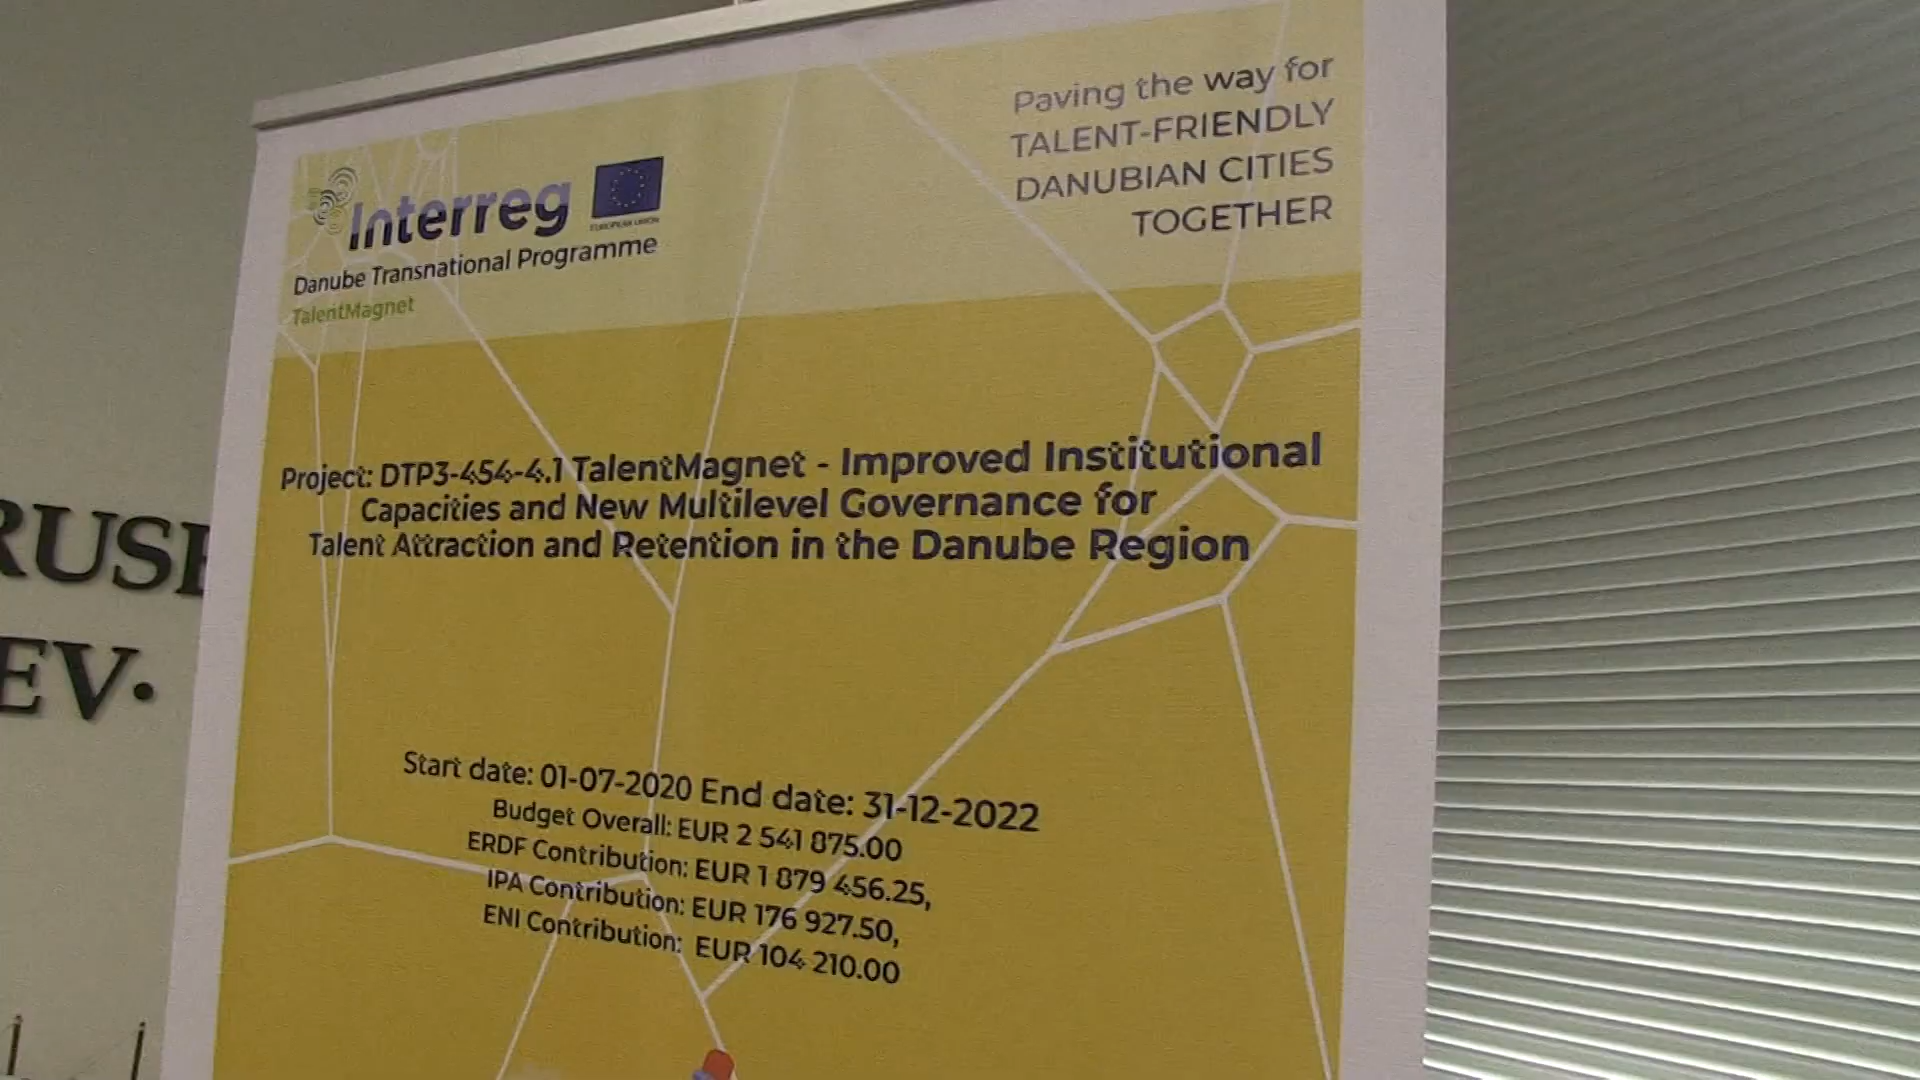 Paving the way for
TALENT-FRIENDLY
DANUBIAN CITIES
TOGETHER
Interreg
EUROPEAN UNION
Danube Transnational Programme
TalentMagnet
Project: DTP3-454-4.1 TalentMagnet - Improved Institutional
Capacities and New Multilevel Governance for
Talent Attraction and Retention in the Danube Region
Start date: 01-07-2020 End date: 31-12-2022
Budget Overall: EUR 2 541 875.00
ERDF Contribution: EUR 1 879 456.25,
IPA Contribution: EUR 176 927.50,
ENI Contribution: EUR 104 210.00